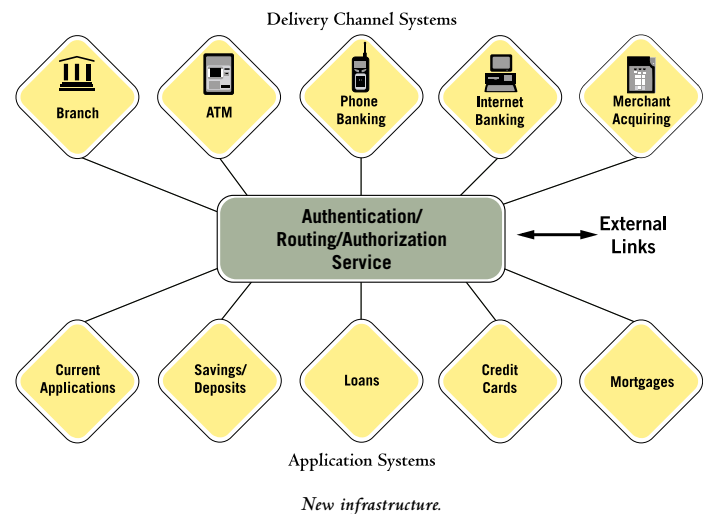 Delivery Channel Systems
Branch
ATM
Phone
Banking
Internet
Banking
Merchant
Acquiring
Authentication/
Routing/Authorization
Service
External
Links
Current
Applications
Savings/
Deposits
Loans
Credit
Cards
Mortgages
Application Systems
New infrastructure.